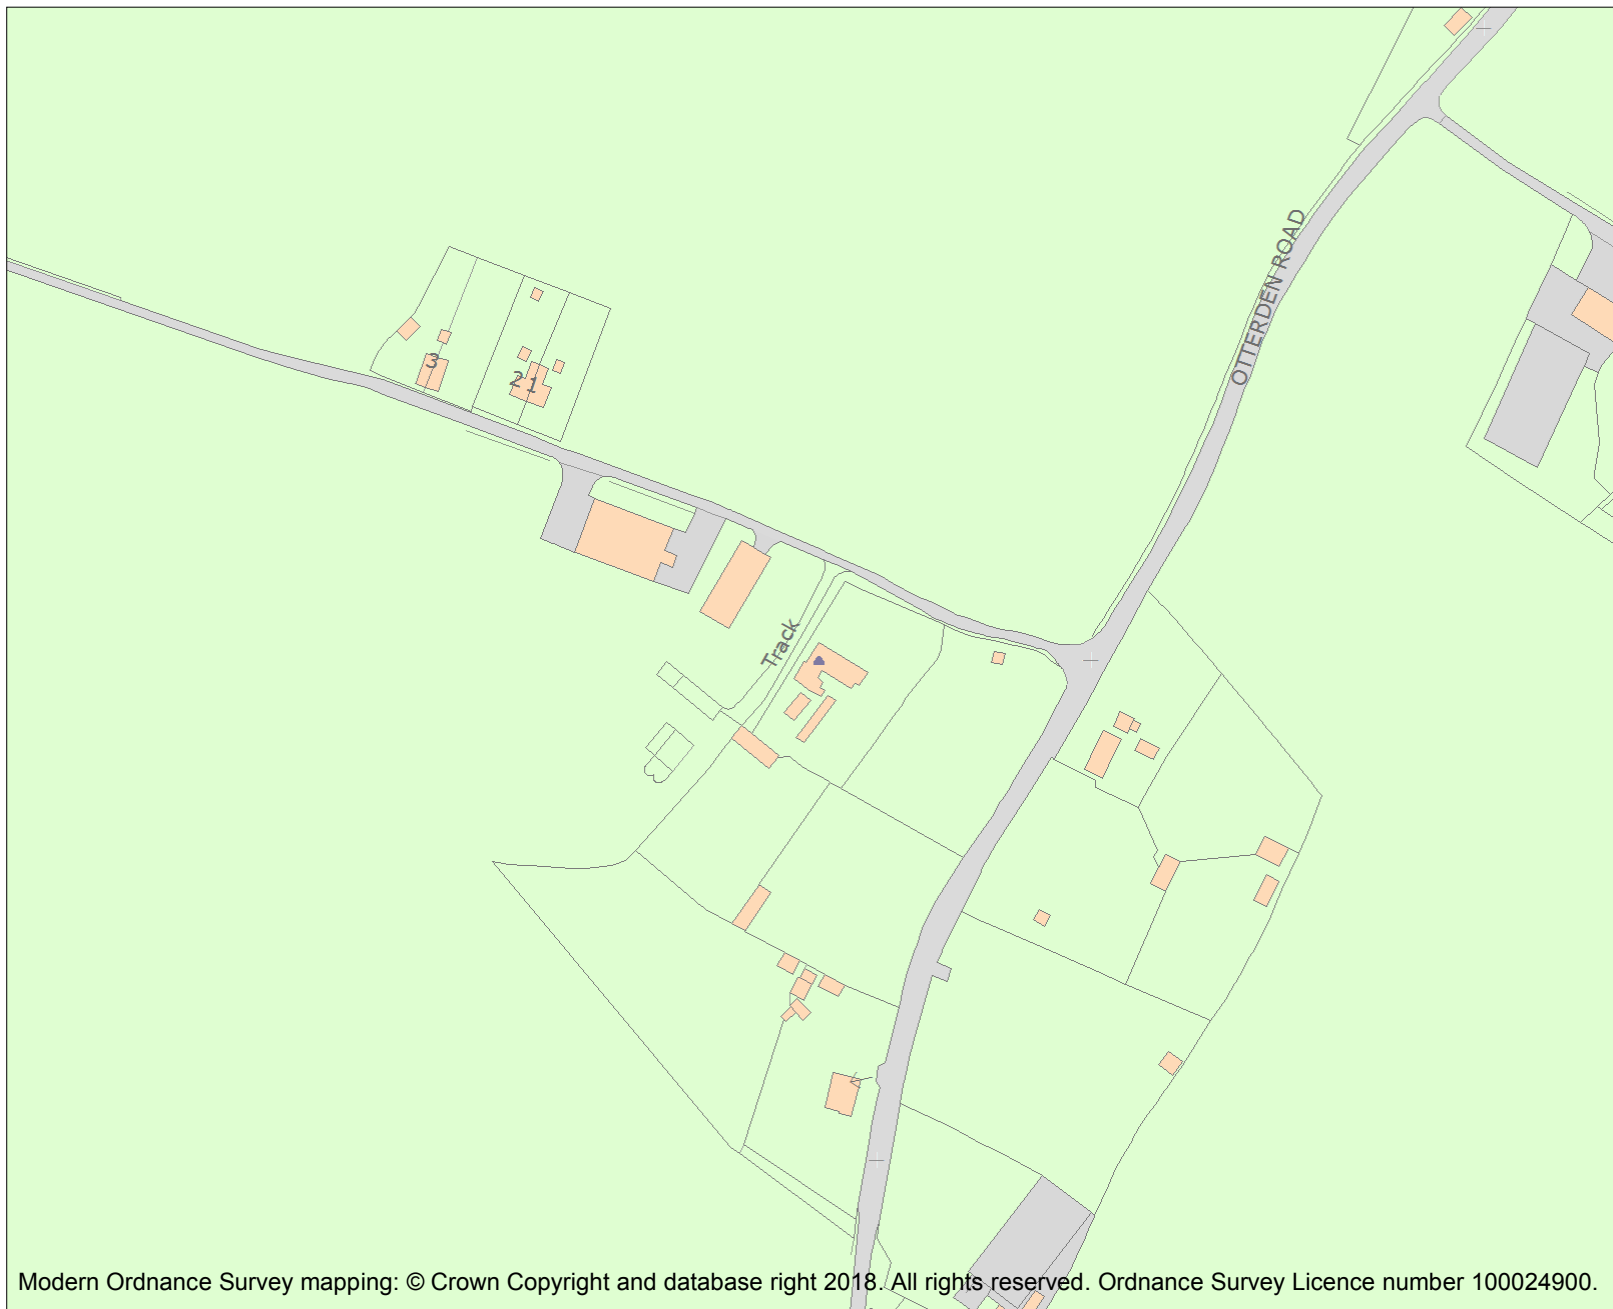 OTTERDEN ROAD
3
2
1
Track
Modern Ordnance Survey mapping: © Crown Copyright and database right 2018. All rights reserved. Ordnance Survey Licence number 100024900.